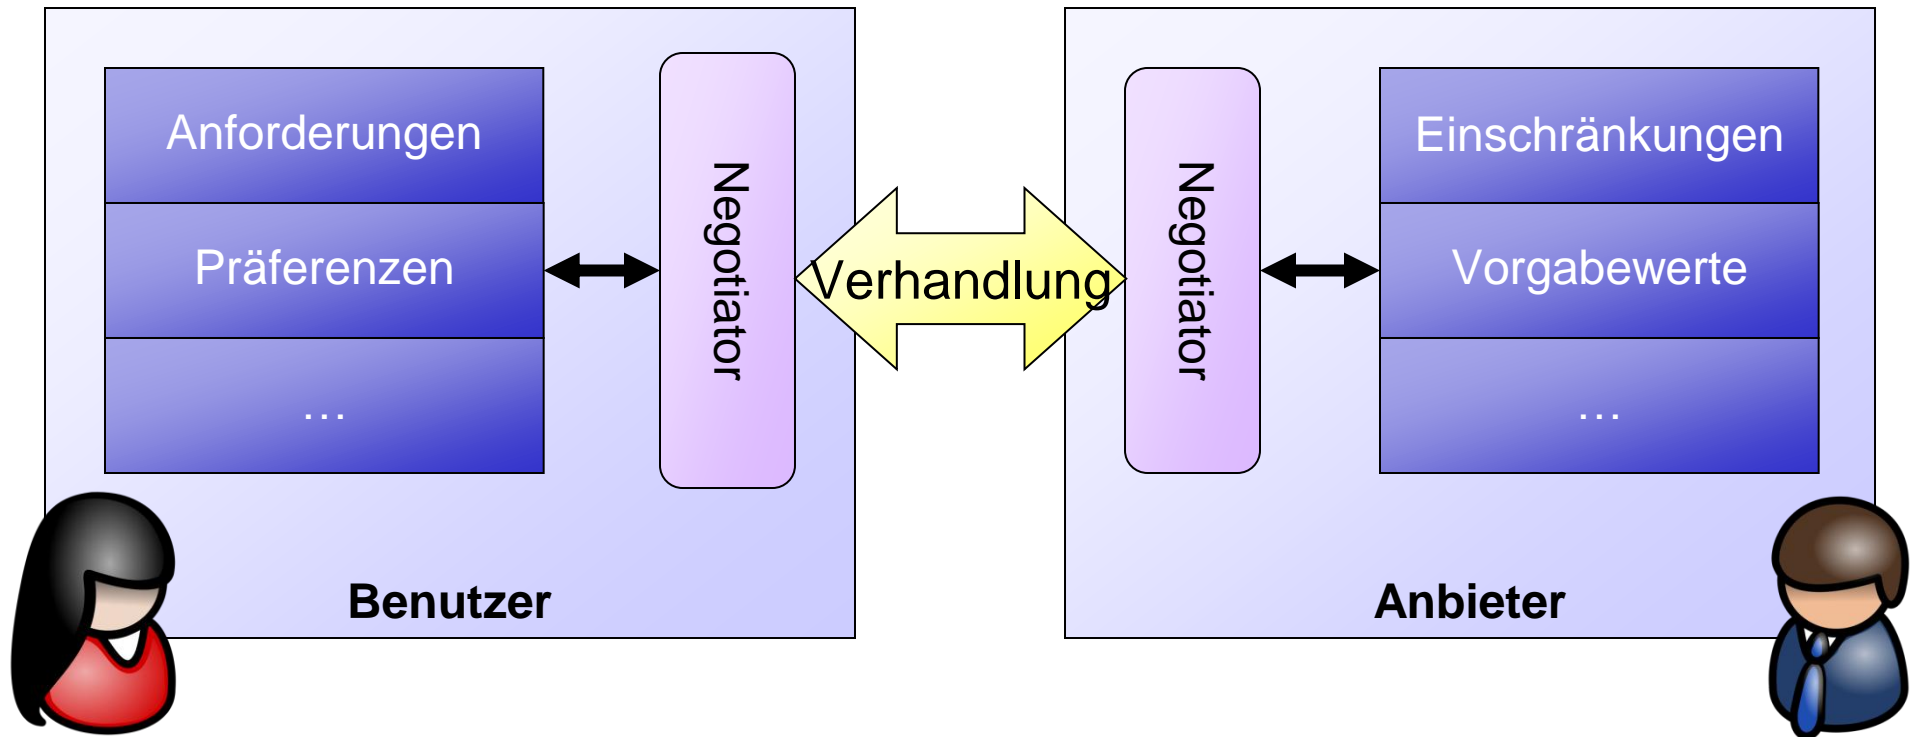 Anforderungen
Präferenzen
...
Negotiator
Benutzer
Verhandlung
Negotiator
Einschränkungen
Vorgabewerte
...
Anbieter